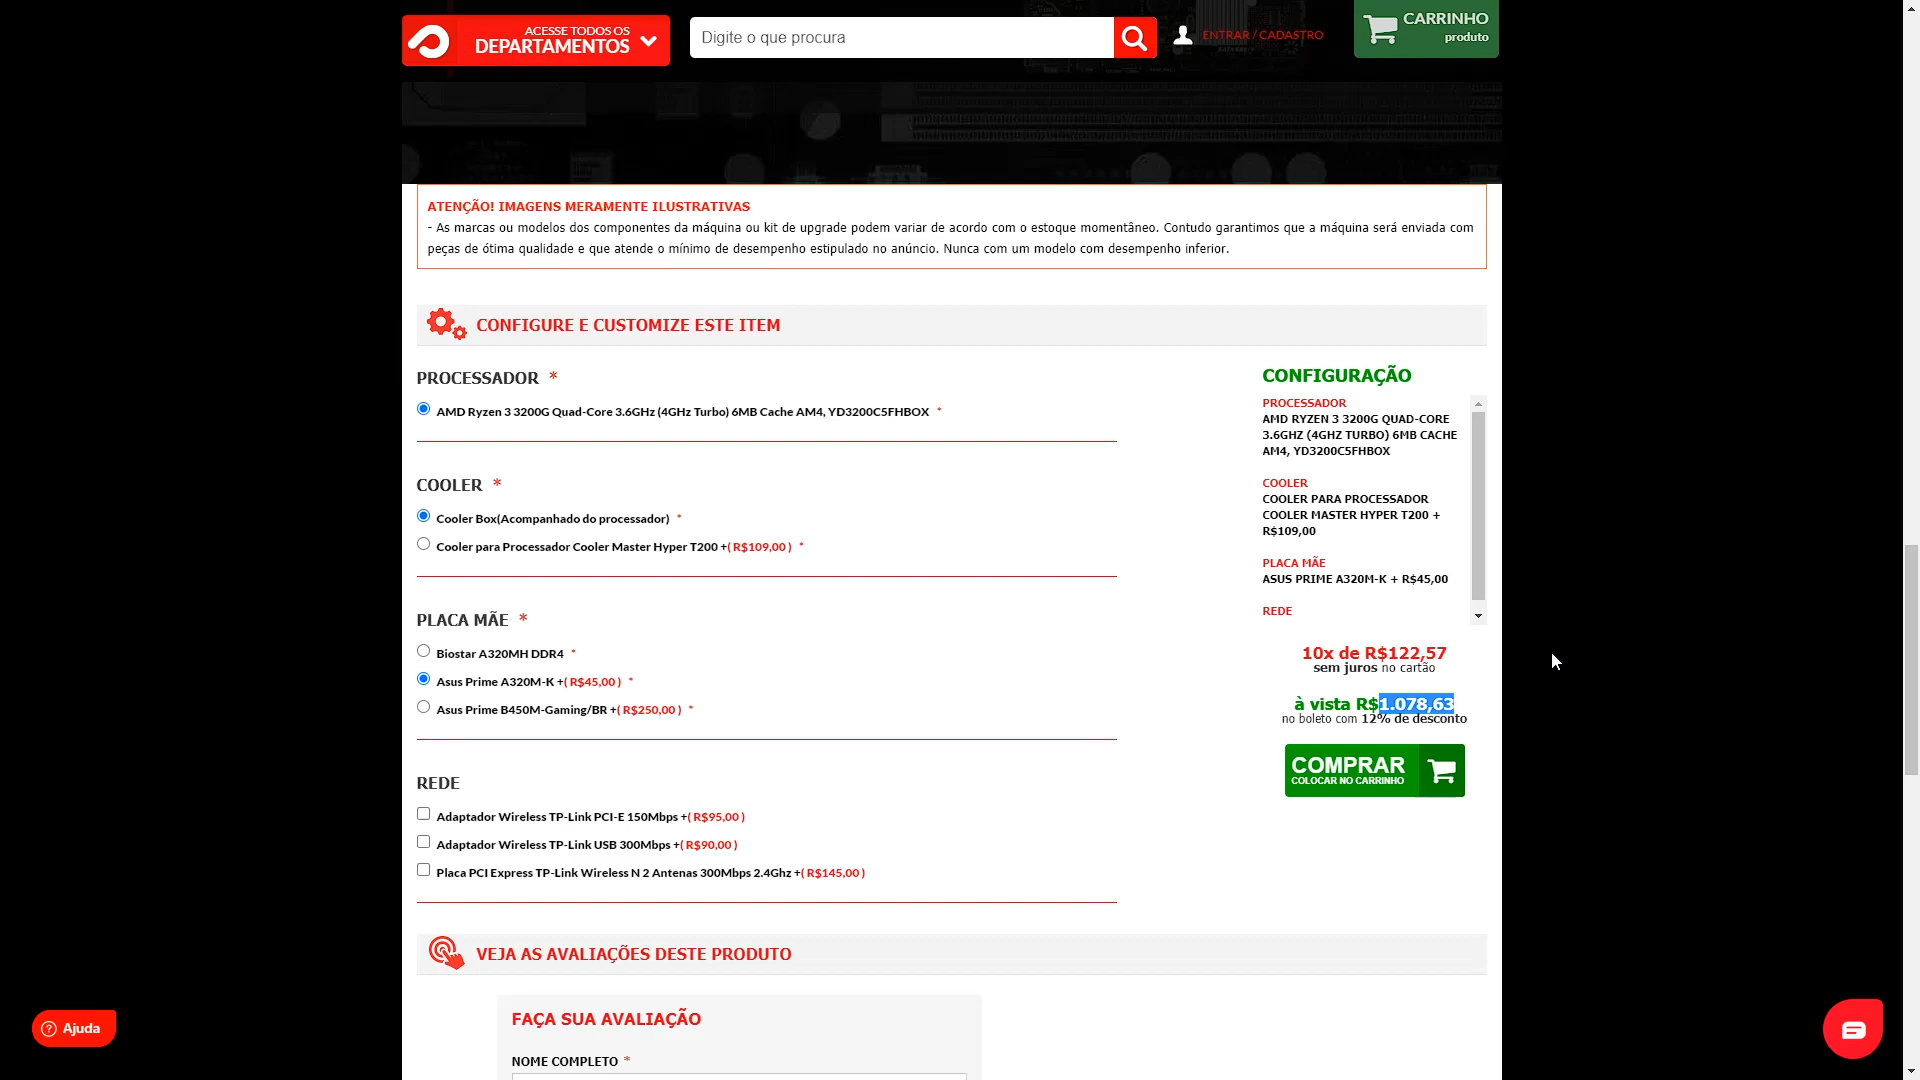 ACESSE TODOS OS
DEPARTAMENTOS
Digite o que procura
ENTRAR / CADASTRO
CARRINHO
produto
ATENÇÃO! IMAGENS MERAMENTE ILUSTRATIVAS
- As marcas ou modelos dos componentes da máquina ou kit de upgrade podem variar de acordo com o estoque momentâneo. Contudo garantimos que a máquina será enviada com
peças de ótima qualidade e que atende o mínimo de desempenho estipulado no anúncio. Nunca com um modelo com desempenho inferior.
CONFIGURE E CUSTOMIZE ESTE ITEM
PROCESSADOR *
AMD Ryzen 3 3200G Quad-Core 3.6GHz (4GHz Turbo) 6MB Cache AM4, YD3200C5FHBOX *
COOLER *
Cooler Box(Acompanhado do processador) *
Cooler para Processador Cooler Master Hyper T200 +( R$109,00 ) *
PLACA MÃE *
Biostar A320MH DDR4 *
Asus Prime A320M-K +( R$45,00 ) *
Asus Prime B450M-Gaming/BR +( R$250,00 ) *
REDE
Adaptador Wireless TP-Link PCI-E 150Mbps +( R$95,00 )
Adaptador Wireless TP-Link USB 300Mbps +( R$90,00 )
Placa PCI Express TP-Link Wireless N 2 Antenas 300Mbps 2.4Ghz +( R$145,00 )
CONFIGURAÇÃO
PROCESSADOR
AMD RYZEN 3 3200G QUAD-CORE
3.6GHZ (4GHZ TURBO) 6MB CACHE
AM4, YD3200C5FHBOX
COOLER
COOLER PARA PROCESSADOR
COOLER MASTER HYPER T200 +
R$109,00
PLACA MÃE
ASUS PRIME A320M-K + R$45,00
REDE
10x de R$122,57
sem juros no cartão
à vista R$1.078,63
no boleto com 12% de desconto
COMPRAR
COLOCAR NO CARRINHO
VEJA AS AVALIAÇÕES DESTE PRODUTO
FAÇA SUA AVALIAÇÃO
NOME COMPLETO *
Ajuda